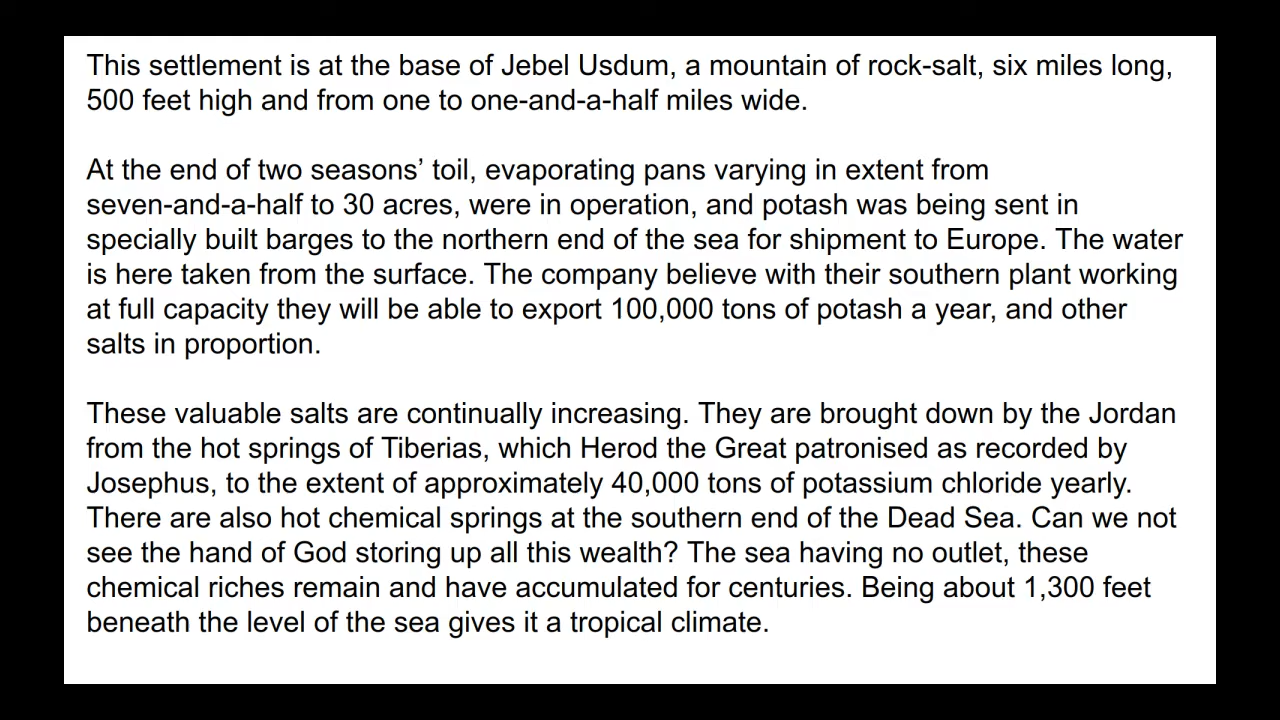 This settlement is at the base of Jebel Usdum, a mountain of rock-salt, six miles long,
500 feet high and from one to one-and-a-half miles wide.
At the end of two seasons’ toil, evaporating pans varying in extent from
seven-and-a-half to 30 acres, were in operation, and potash was being sent in
specially built barges to the northern end of the sea for shipment to Europe. The water
is here taken from the surface. The company believe with their southern plant working
at full capacity they will be able to export 100,000 tons of potash a year, and other
salts in proportion.
These valuable salts are continually increasing. They are brought down by the Jordan
from the hot springs of Tiberias, which Herod the Great patronised as recorded by
Josephus, to the extent of approximately 40,000 tons of potassium chloride yearly.
There are also hot chemical springs at the southern end of the Dead Sea. Can we not
see the hand of God storing up all this wealth? The sea having no outlet, these
chemical riches remain and have accumulated for centuries. Being about 1,300 feet
beneath the level of the sea gives it a tropical climate.